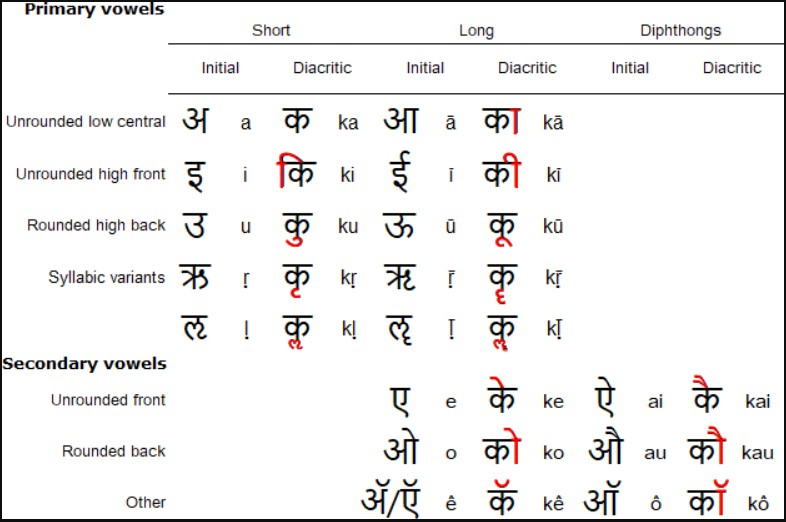 Primary vowels
Short Long Diphthongs
Initial Diacritic Initial Diacritic Initial Diacritic
Unrounded low central अ a क ka आ ā का kā
Unrounded high front इ i कि ki ई ī की kī
Rounded high back उ u कु ku ऊ ū कू kū
Syllabic variants ऋ ṛ कृ kṛ ॠ ṝ कॄ kṝ
ऌ ḷ कॢ kḷ ॡ ḹ कॣ kḹ
Secondary vowels
Unrounded front ए e के ke ऐ ai कै kai
Rounded back ओ o को ko औ au कौ kau
Other ॲ/ऍ ê कॅ kê ऑ ô कॉ kô